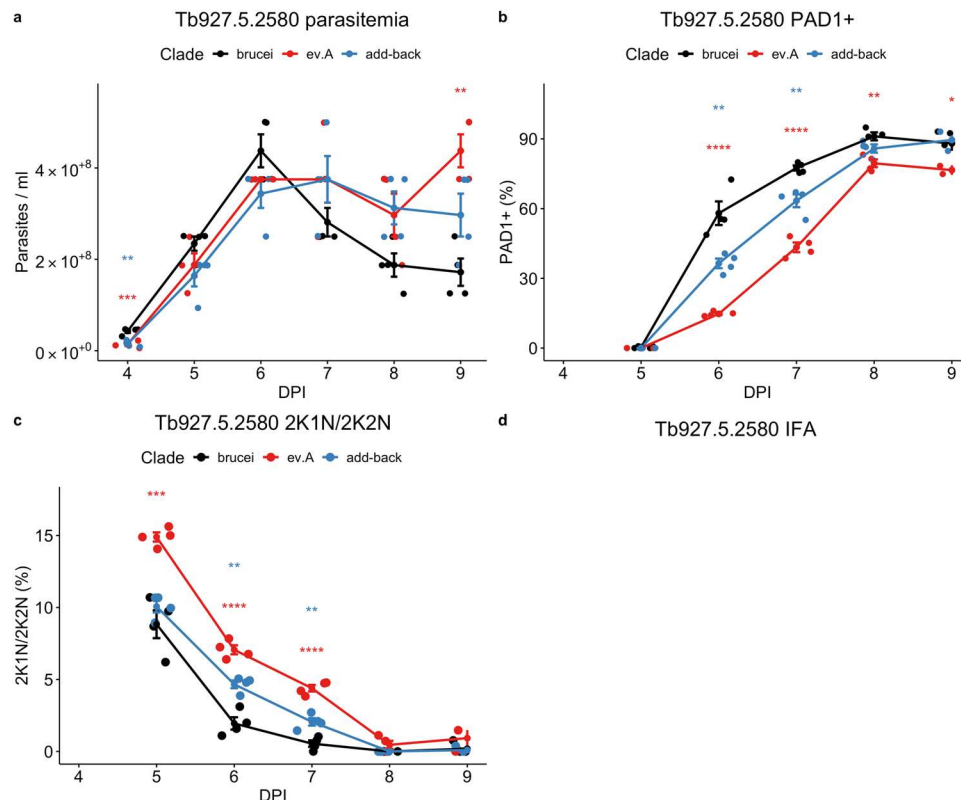 a
Tb927.5.2580 parasitemia
Clade brucei ev.A add-back
**
4 × 10⁺⁸
2 × 10⁺⁸
0 × 10⁺⁰
Parasites / ml
**
***
4 5 6 7 8 9
DPI
b
Tb927.5.2580 PAD1+
Clade brucei ev.A add-back
** ** ** *
**** ****
90
60
30
0
PAD1+ (%)
4 5 6 7 8 9
DPI
c
Tb927.5.2580 2K1N/2K2N
Clade brucei ev.A add-back
***
** **
**** ****
15
10
5
0
2K1N/2K2N (%)
4 5 6 7 8 9
DPI
d
Tb927.5.2580 IFA